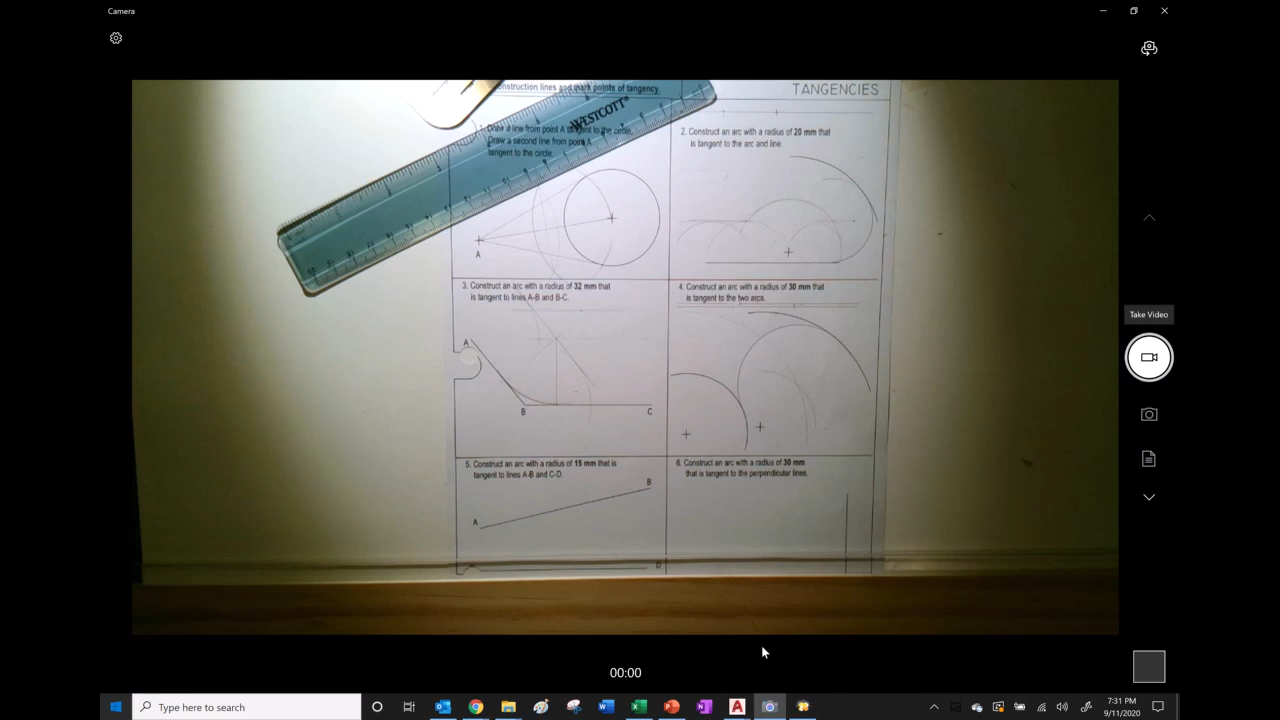 Camera
onstruction lines and mark points of tangency.
TANGENCIES
WESTCOTT
1. Draw a line from point A tangent to the circle.
Draw a second line from point A
tangent to the circle.
A
2. Construct an arc with a radius of 20 mm that
is tangent to the arc and line.
3. Construct an arc with a radius of 32 mm that
is tangent to lines A-B and B-C.
A
B
C
4. Construct an arc with a radius of 30 mm that
is tangent to the two arcs.
5. Construct an arc with a radius of 15 mm that is
tangent to lines A-B and C-D.
A
B
D
6. Construct an arc with a radius of 30 mm
that is tangent to the perpendicular lines.
Take Video
00:00
Type here to search
7:31 PM
9/11/2020